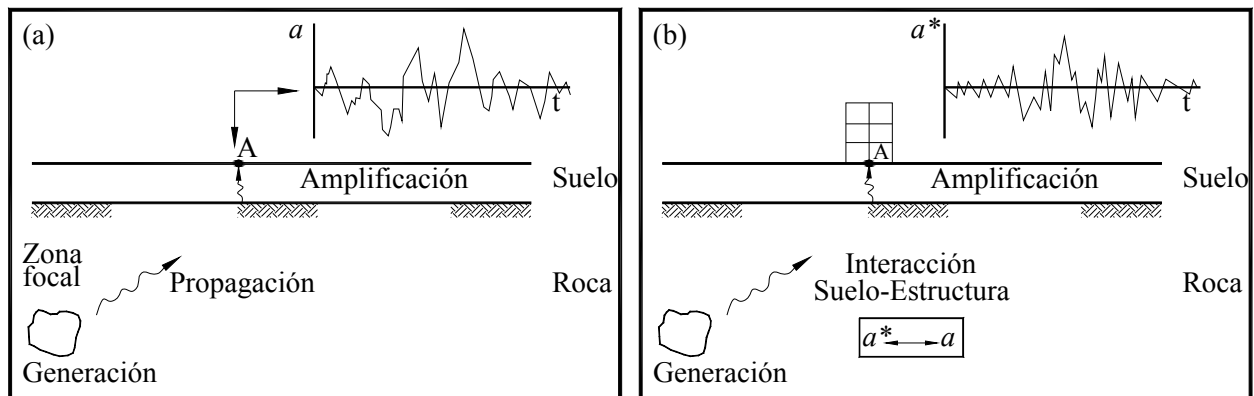 (a)
a
t
A
Amplificación
Suelo
Zona
focal
Propagación
Roca
Generación
(b)
a*
t
A
Amplificación
Suelo
Interacción
Suelo-Estructura
Roca
a* a
Generación